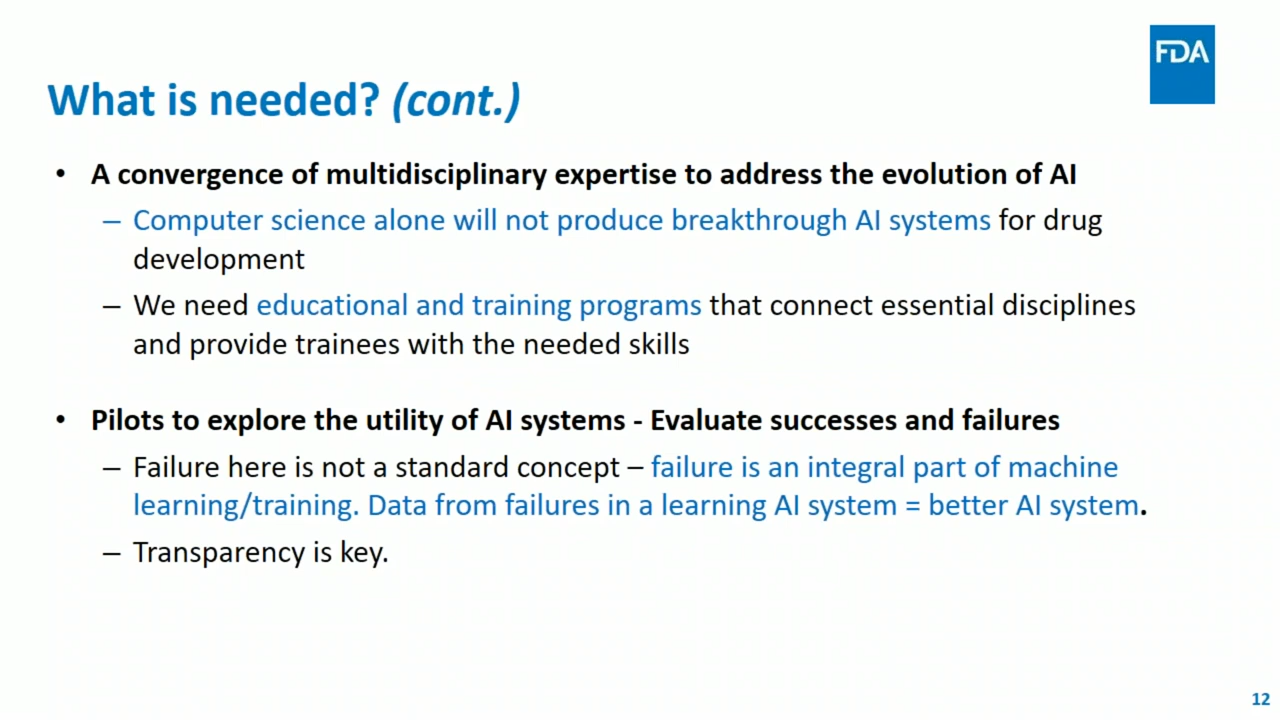 FDA
What is needed? (cont.)
• A convergence of multidisciplinary expertise to address the evolution of AI
– Computer science alone will not produce breakthrough AI systems for drug
development
– We need educational and training programs that connect essential disciplines
and provide trainees with the needed skills
• Pilots to explore the utility of AI systems - Evaluate successes and failures
– Failure here is not a standard concept – failure is an integral part of machine
learning/training. Data from failures in a learning AI system = better AI system.
– Transparency is key.
12